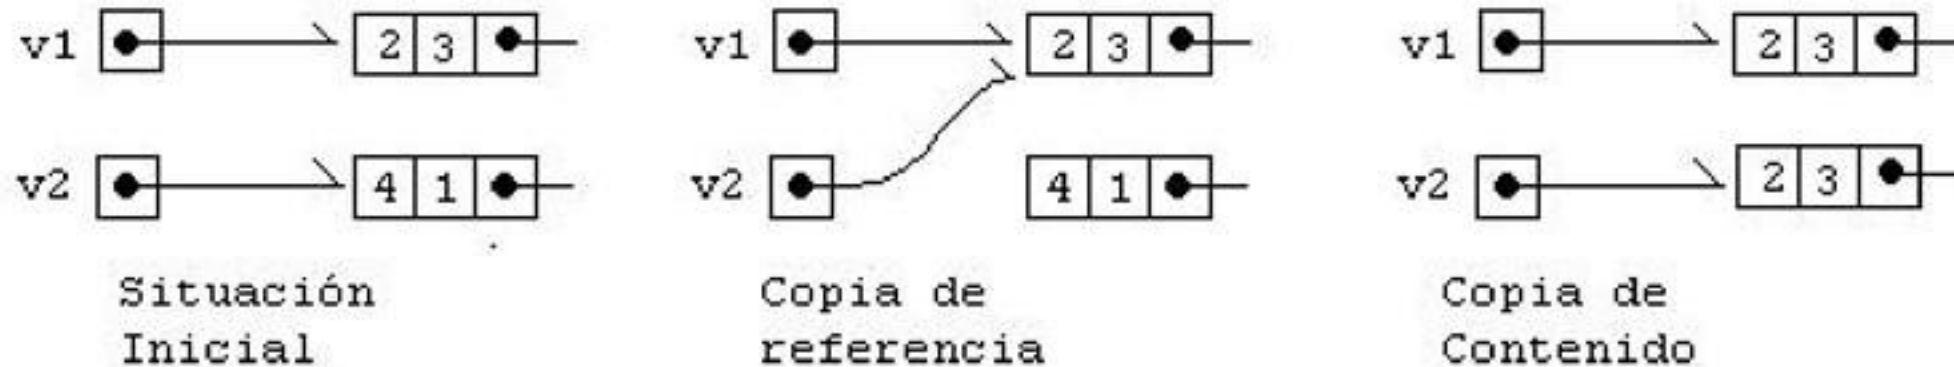 v1 2 3
v2 4 1
Situación
Inicial
v1 2 3
v2 4 1
Copia de
referencia
v1 2 3
v2 2 3
Copia de
Contenido